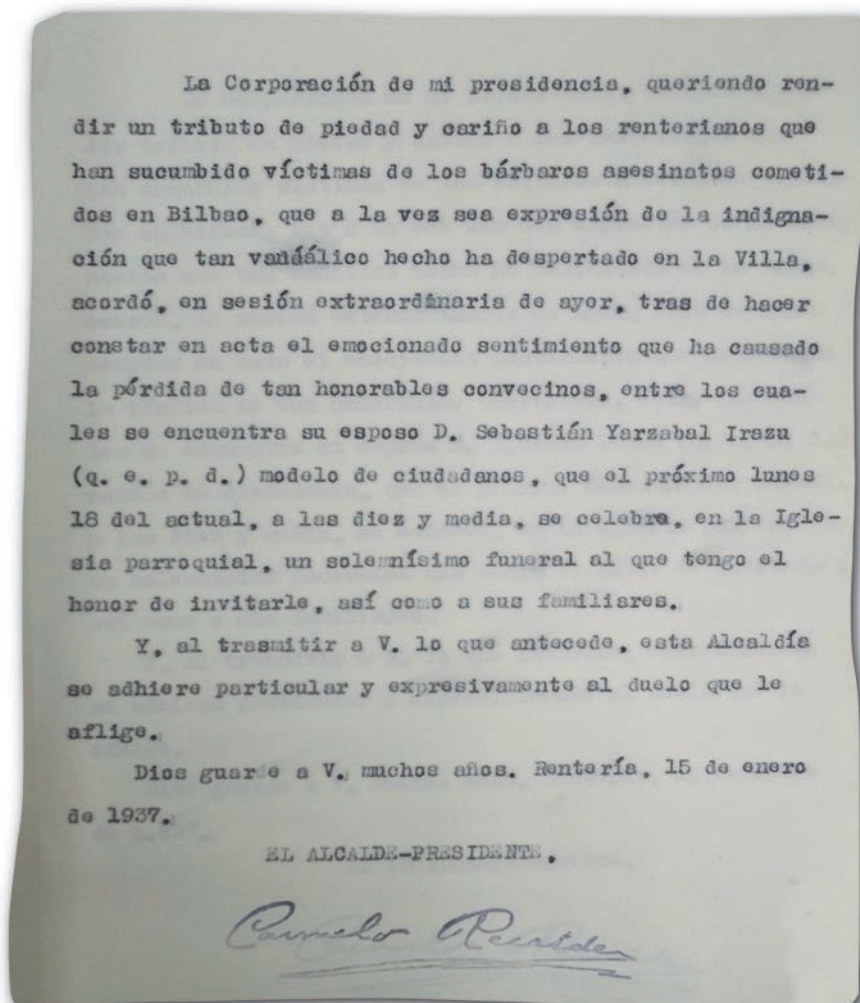 La Corporación de mi presidencia, queriendo ren-
dir un tributo de piedad y cariño a los renterianos que
han sucumbido víctimas de los bárbaros asesinatos cometi-
dos en Bilbao, que a la vez sea expresión de la indigna-
ción que tan vandálico hecho ha despertado en la Villa,
acordó, en sesión extraordinaria de ayer, tras de hacer
constar en acta el emocionado sentimiento que ha causado
la pérdida de tan honorables convecinos, entre los cua-
les se encuentra su esposo D. Sebastián Yarzabal Irazu
(q. e. p. d.) modelo de ciudadanos, que el próximo lunes
18 del actual, a las diez y media, se celebra, en la Igle-
sia parroquial, un solemnísimo funeral al que tengo el
honor de invitarle, así como a sus familiares.
Y, al trasmitir a V. lo que antecede, esta Alcaldía
se adhiere particular y expresivamente al duelo que le
aflige.
Dios guarde a V. muchos años. Rentería, 15 de enero
de 1937.
EL ALCALDE-PRESIDENTE,
Carmelo